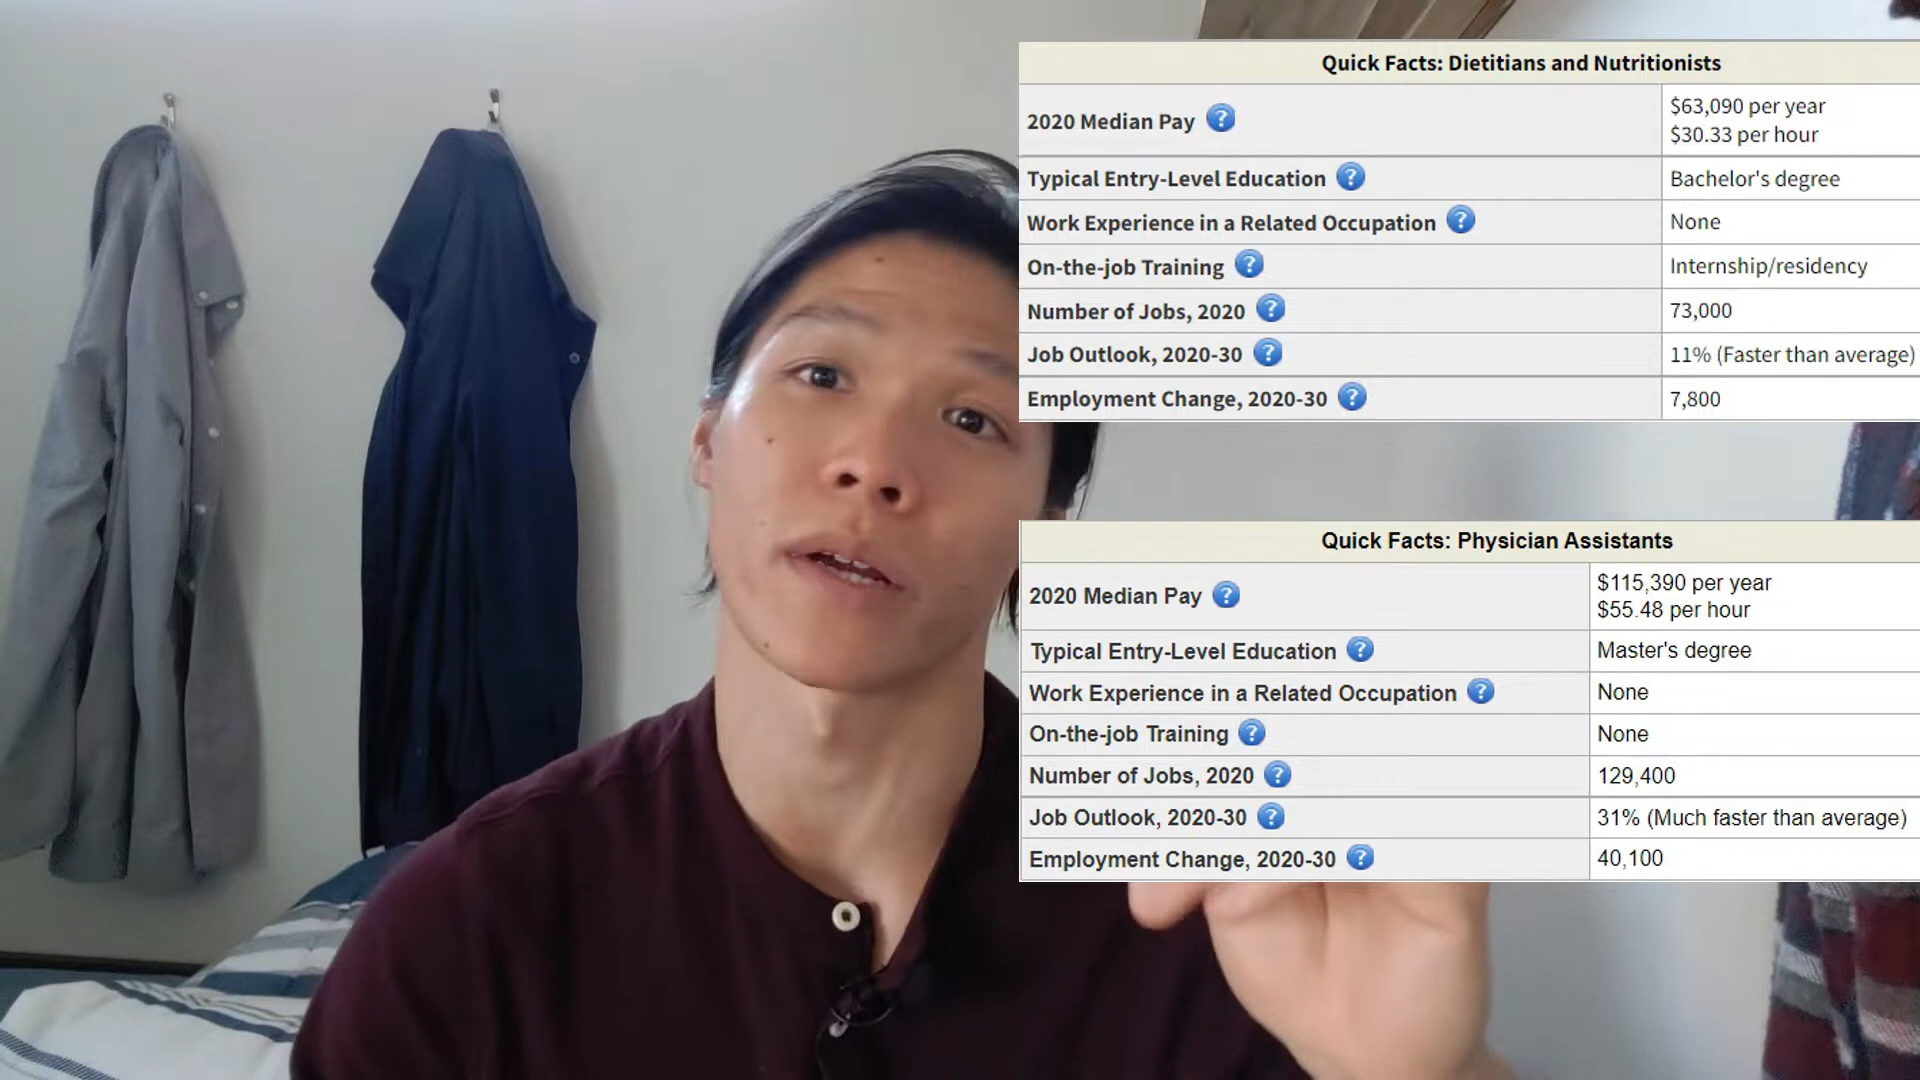 Quick Facts: Dietitians and Nutritionists
2020 Median Pay ? $63,090 per year
$30.33 per hour
Typical Entry-Level Education ? Bachelor's degree
Work Experience in a Related Occupation ? None
On-the-job Training ? Internship/residency
Number of Jobs, 2020 ? 73,000
Job Outlook, 2020-30 ? 11% (Faster than average)
Employment Change, 2020-30 ? 7,800
Quick Facts: Physician Assistants
2020 Median Pay ? $115,390 per year
$55.48 per hour
Typical Entry-Level Education ? Master's degree
Work Experience in a Related Occupation ? None
On-the-job Training ? None
Number of Jobs, 2020 ? 129,400
Job Outlook, 2020-30 ? 31% (Much faster than average)
Employment Change, 2020-30 ? 40,100